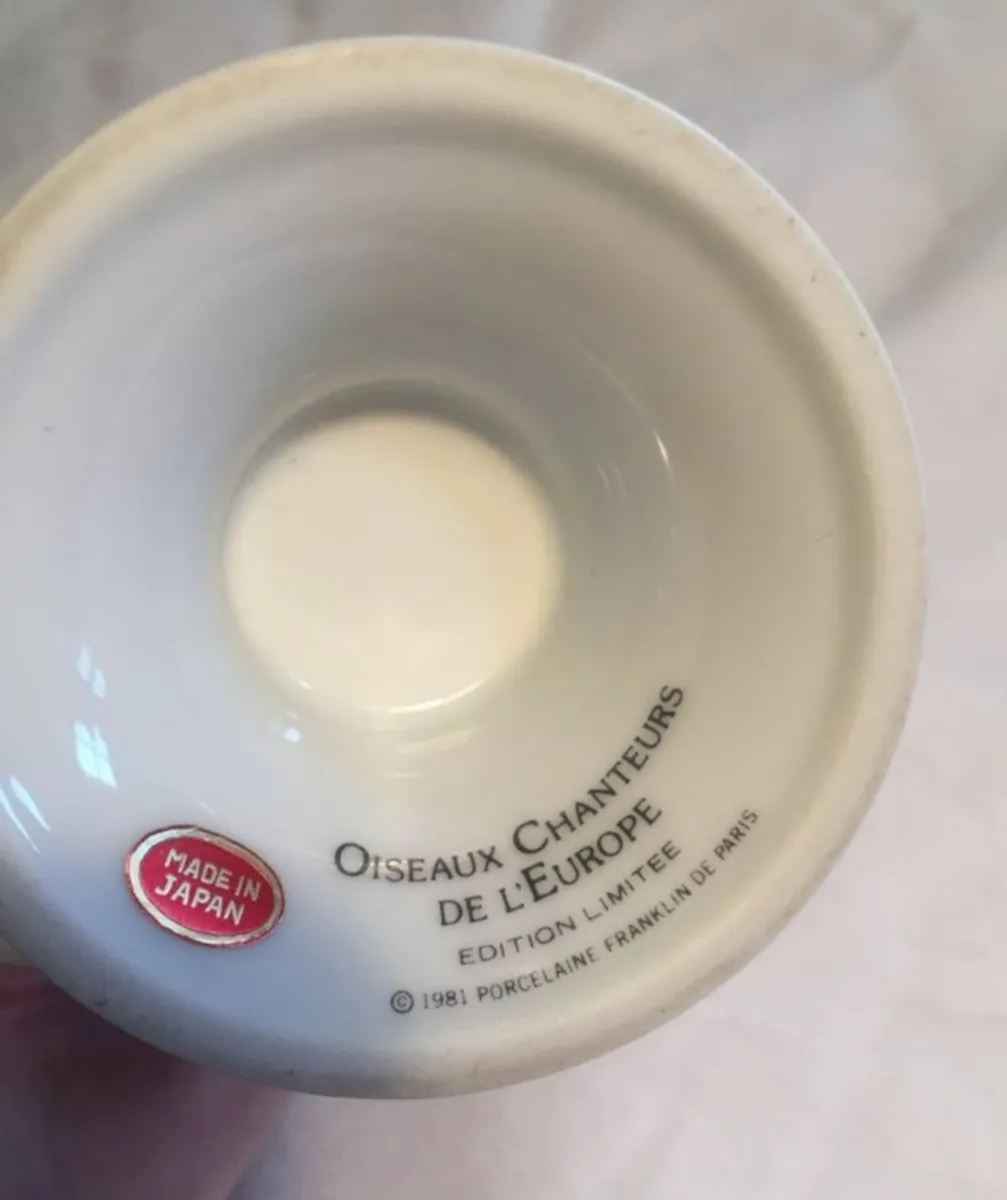 MADE IN
JAPAN
OISEAUX CHANTEURS
DE L'EUROPE
EDITION LIMITEE
© 1981 PORCELAINE FRANKLIN DE PARIS